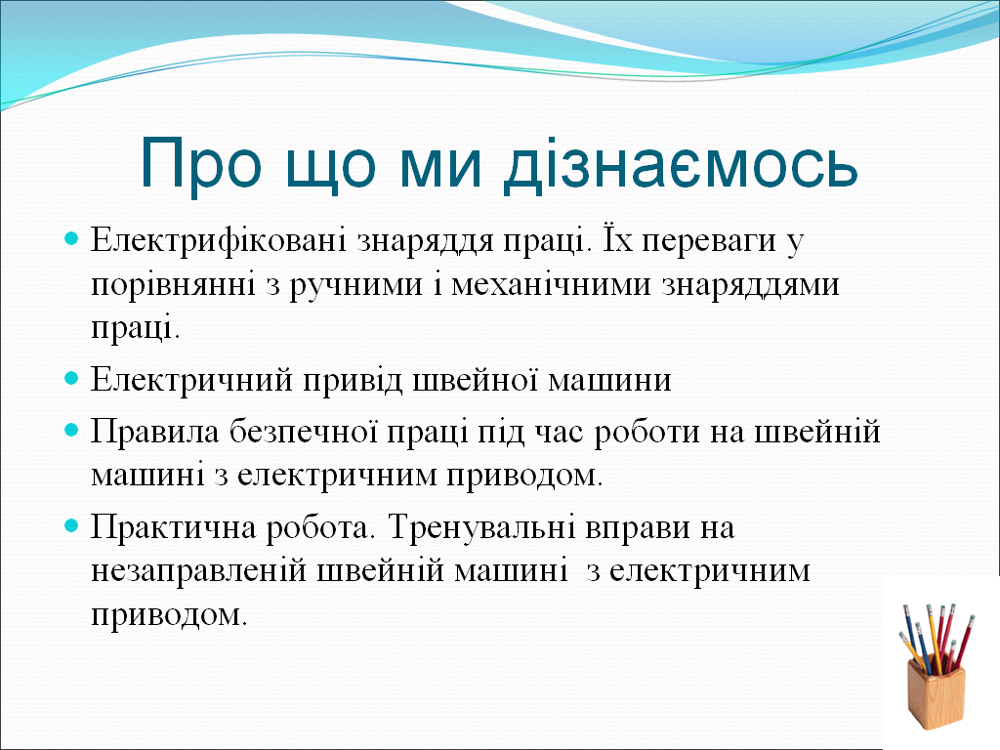 Про що ми дізнаємось
Електрифіковані знаряддя праці. Їх переваги у
порівнянні з ручними і механічними знаряддями
праці.
Електричний привід швейної машини
Правила безпечної праці під час роботи на швейній
машині з електричним приводом.
Практична робота. Тренувальні вправи на
незаправленій швейній машині  з електричним
приводом.